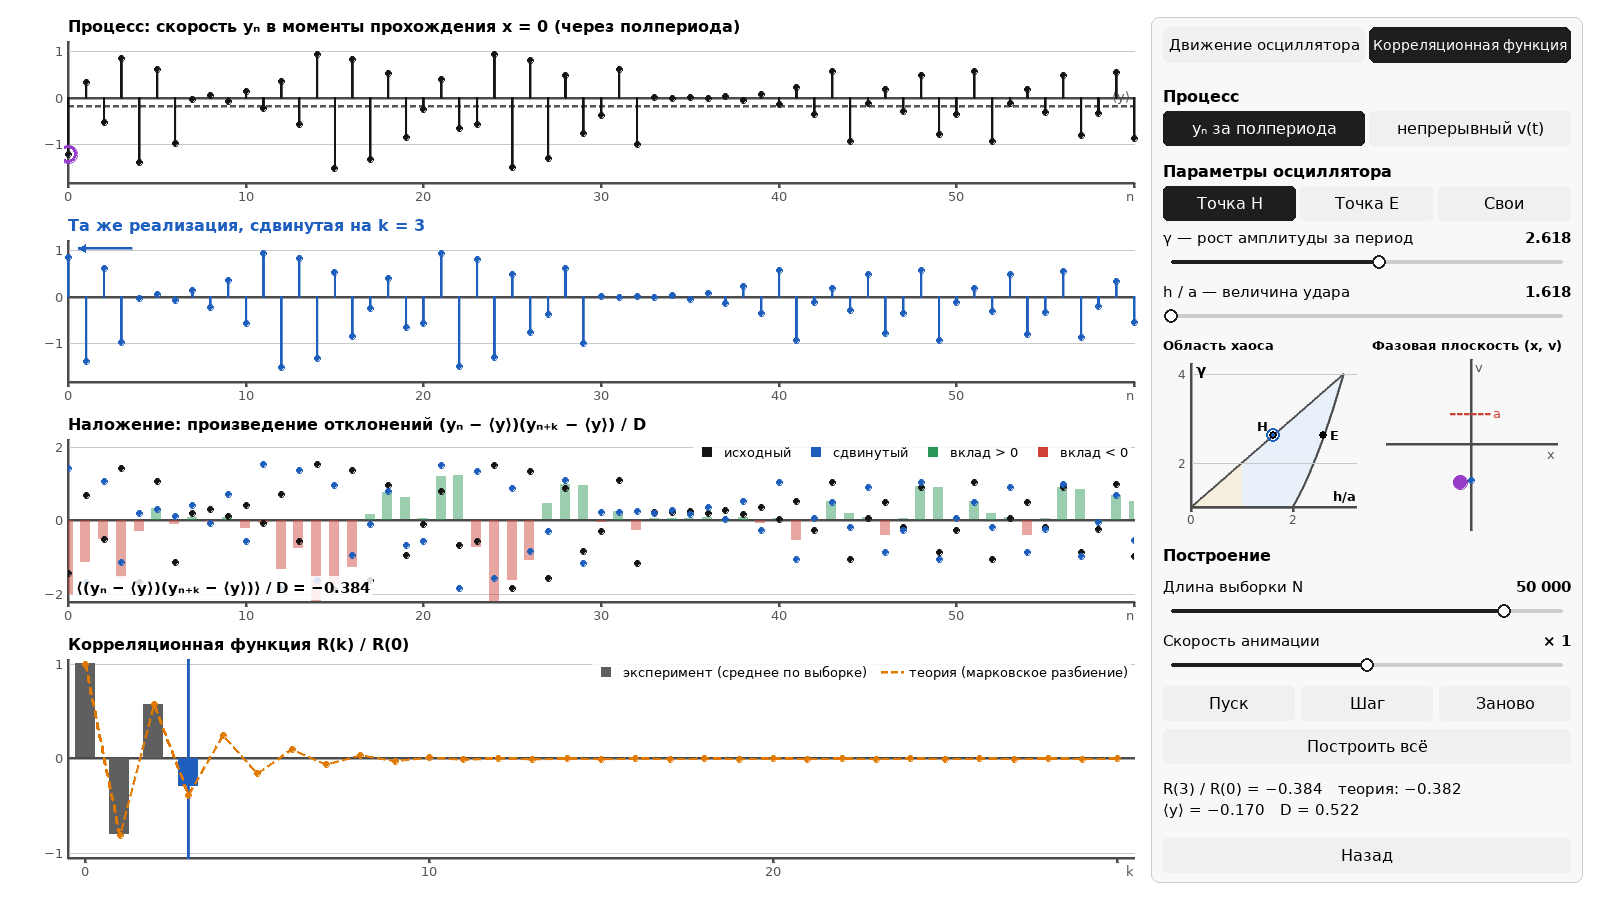 Процесс: скорость yₙ в моменты прохождения x = 0 (через полпериода)
1
0
−1
⟨y⟩
0 10 20 30 40 50 n
Та же реализация, сдвинутая на k = 3
1
0
−1
0 10 20 30 40 50 n
Наложение: произведение отклонений (yₙ − ⟨y⟩)(yₙ₊ₖ − ⟨y⟩) / D
исходный сдвинутый вклад > 0 вклад < 0
2
0
−2
⟨(yₙ − ⟨y⟩)(yₙ₊ₖ − ⟨y⟩)⟩ / D = −0.384
0 10 20 30 40 50 n
Корреляционная функция R(k) / R(0)
эксперимент (среднее по выборке) теория (марковское разбиение)
1
0
−1
0 10 20 k
Движение осциллятора Корреляционная функция
Процесс
yₙ за полпериода непрерывный v(t)
Параметры осциллятора
Точка H Точка E Свои
γ — рост амплитуды за период 2.618
h / a — величина удара 1.618
Область хаоса Фазовая плоскость (x, v)
4 γ
H E
2
h/a
0 2
v
a
x
Построение
Длина выборки N 50 000
Скорость анимации × 1
Пуск Шаг Заново
Построить всё
R(3) / R(0) = −0.384 теория: −0.382
⟨y⟩ = −0.170 D = 0.522
Назад